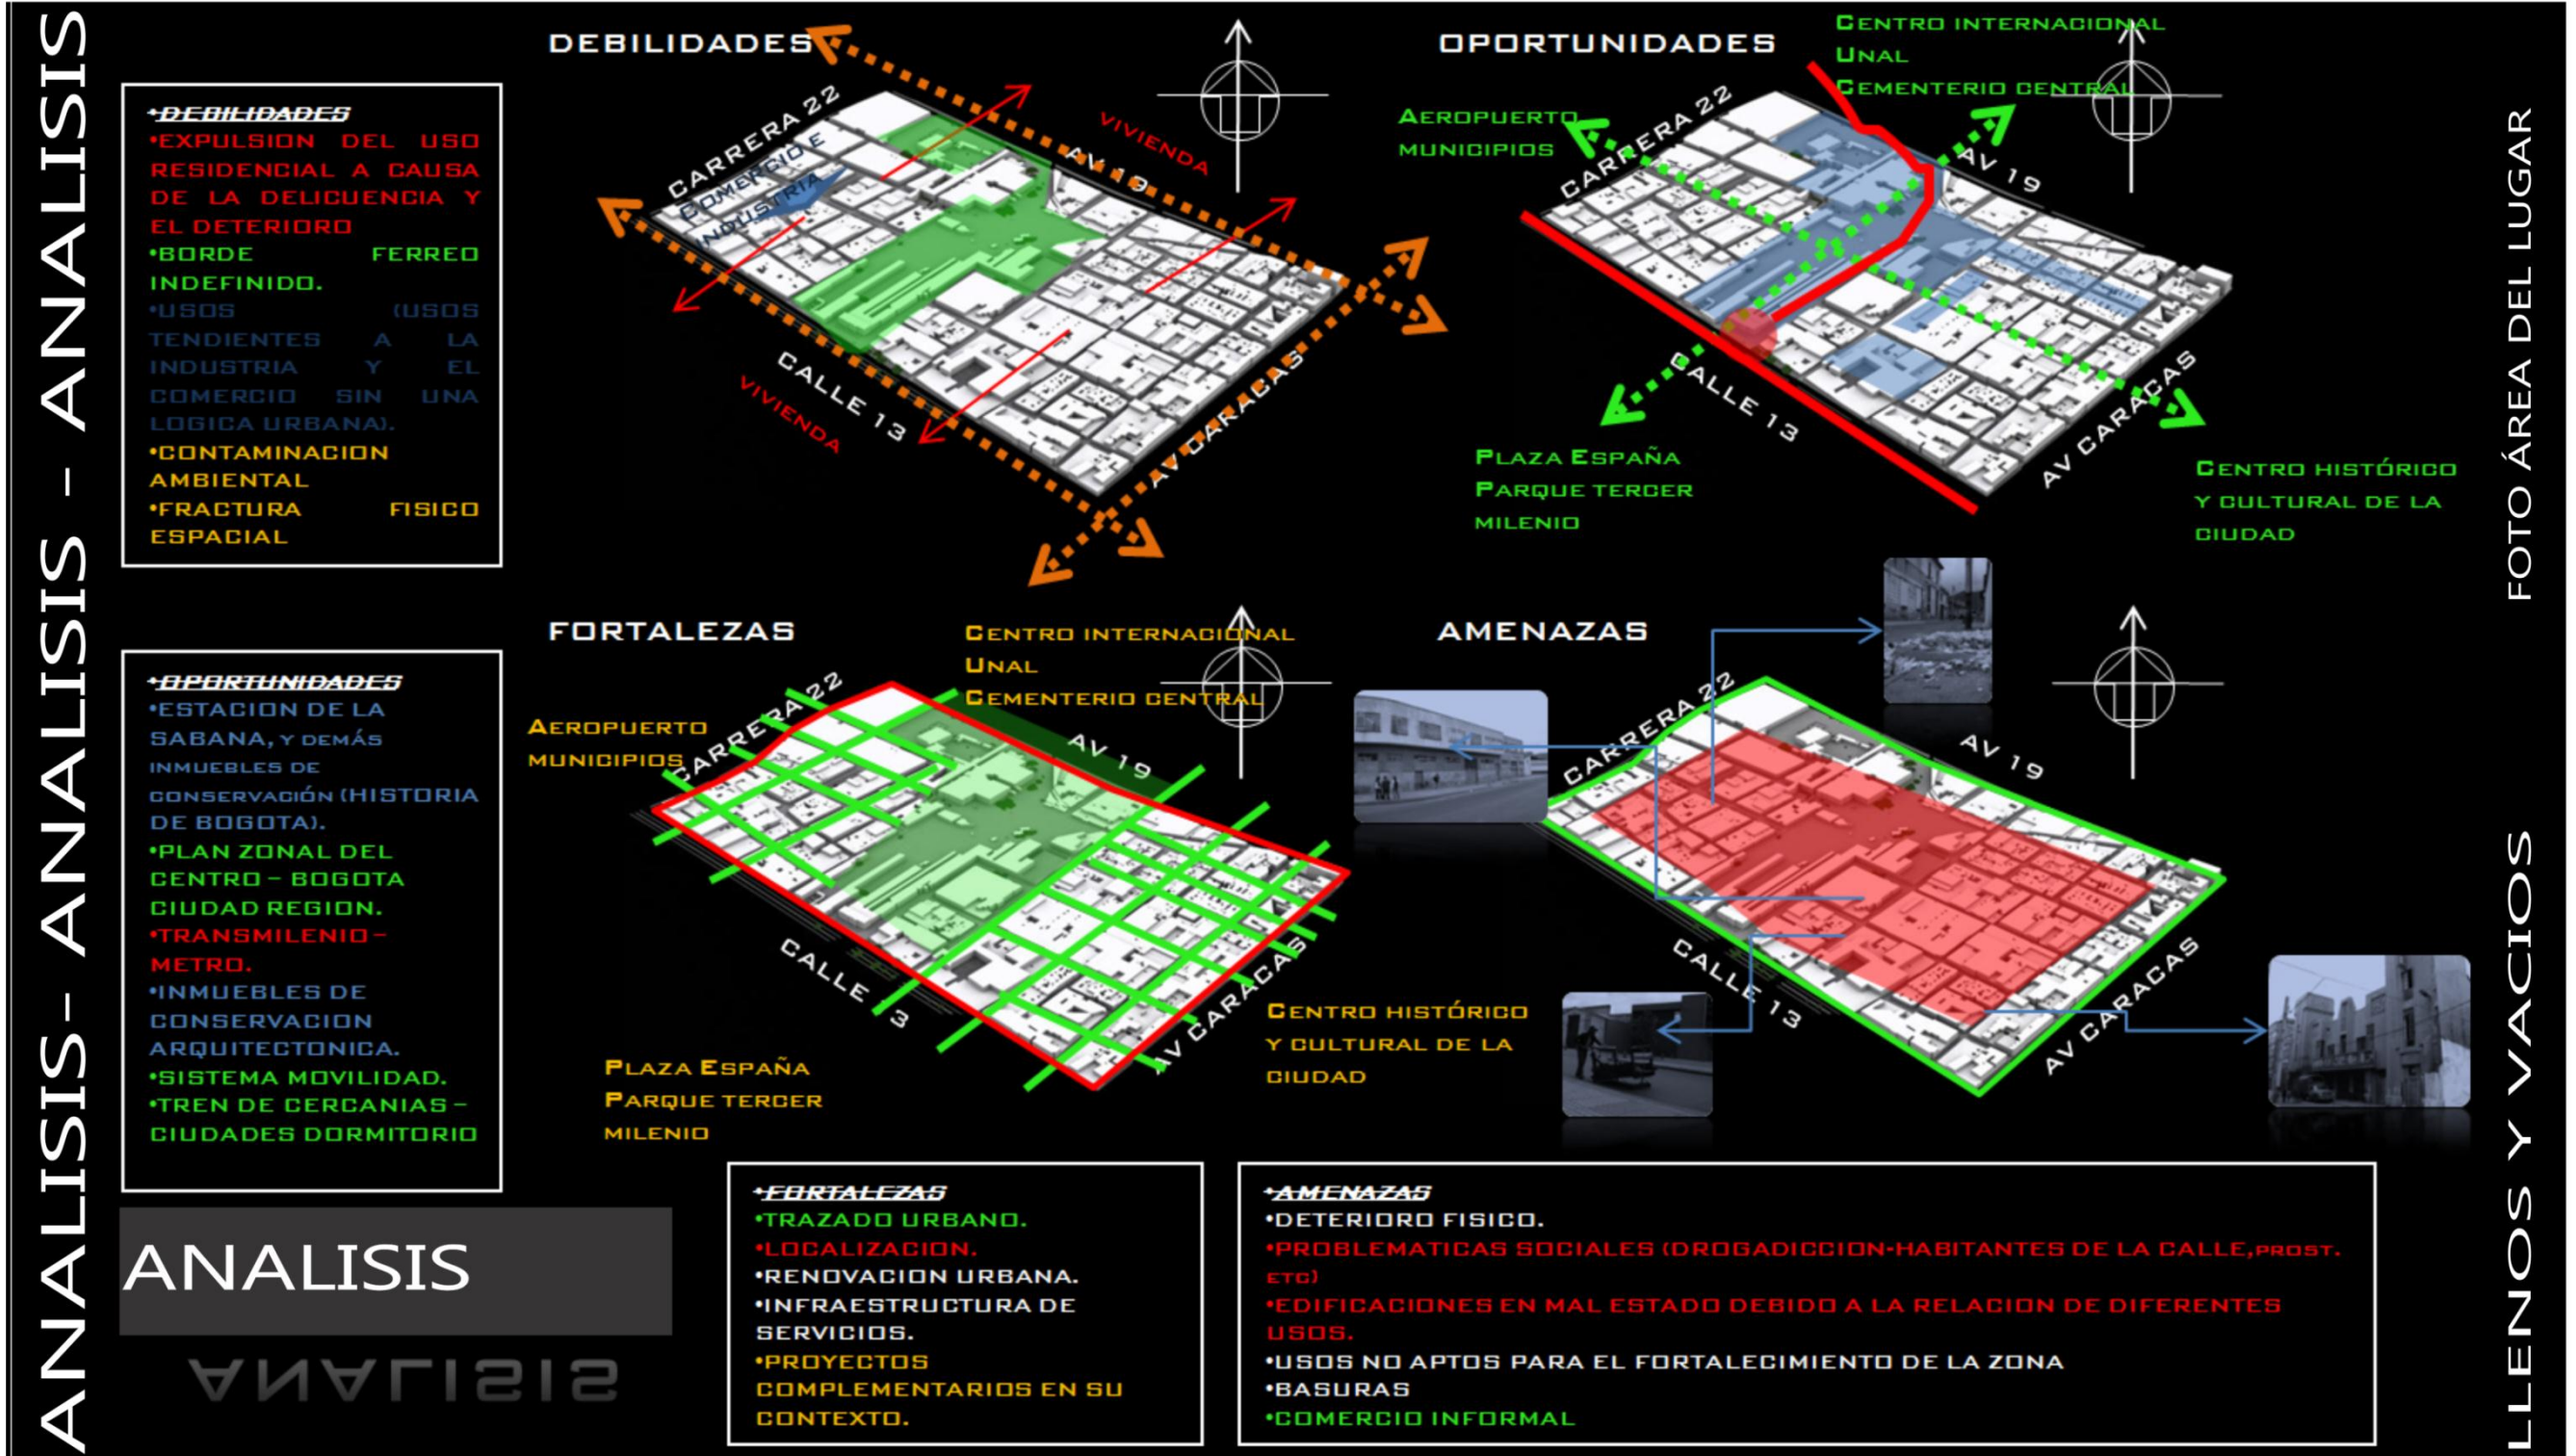 ANALISIS- ANALISIS - ANALISIS
•DEBILIDADES
•EXPULSION DEL USO
RESIDENCIAL A CAUSA
DE LA DELICUENCIA Y
EL DETERIORO
•BORDE FERREO
INDEFINIDO.
•USOS (USOS
TENDIENTES A LA
INDUSTRIA Y EL
COMERCIO SIN UNA
LOGICA URBANA).
•CONTAMINACION
AMBIENTAL
•FRACTURA FISICO
ESPACIAL
DEBILIDADES
CARRERA 22
COMERCIO E
INDUSTRIA
VIVIENDA
AV 19
CALLE 13
VIVIENDA
AV CARACAS
OPORTUNIDADES
CENTRO INTERNACIONAL
UNAL
CEMENTERIO CENTRAL
AEROPUERTO
MUNICIPIOS
CARRERA 22
AV 19
CALLE 13
AV CARACAS
PLAZA ESPAÑA
PARQUE TERCER
MILENIO
CENTRO HISTÓRICO
Y CULTURAL DE LA
CIUDAD
FOTO ÁREA DEL LUGAR
•OPORTUNIDADES
•ESTACION DE LA
SABANA, Y DEMÁS
INMUEBLES DE
CONSERVACIÓN (HISTORIA
DE BOGOTA).
•PLAN ZONAL DEL
CENTRO – BOGOTA
CIUDAD REGION.
•TRANSMILENIO –
METRO.
•INMUEBLES DE
CONSERVACION
ARQUITECTONICA.
•SISTEMA MOVILIDAD.
•TREN DE CERCANIAS –
CIUDADES DORMITORIO
FORTALEZAS
CENTRO INTERNACIONAL
UNAL
CEMENTERIO CENTRAL
AEROPUERTO
MUNICIPIOS
CARRERA 22
AV 19
CALLE 3
AV CARACAS
PLAZA ESPAÑA
PARQUE TERCER
MILENIO
CENTRO HISTÓRICO
Y CULTURAL DE LA
CIUDAD
AMENAZAS
CARRERA 22
AV 19
CALLE 13
AV CARACAS
LLENOS Y VACIOS
ANALISIS
ANALISIS
•FORTALEZAS
•TRAZADO URBANO.
•LOCALIZACION.
•RENOVACION URBANA.
•INFRAESTRUCTURA DE
SERVICIOS.
•PROYECTOS
COMPLEMENTARIOS EN SU
CONTEXTO.
•AMENAZAS
•DETERIORO FISICO.
•PROBLEMATICAS SOCIALES (DROGADICCION-HABITANTES DE LA CALLE,PROST.
ETC)
•EDIFICACIONES EN MAL ESTADO DEBIDO A LA RELACION DE DIFERENTES
USOS.
•USOS NO APTOS PARA EL FORTALECIMIENTO DE LA ZONA
•BASURAS
•COMERCIO INFORMAL